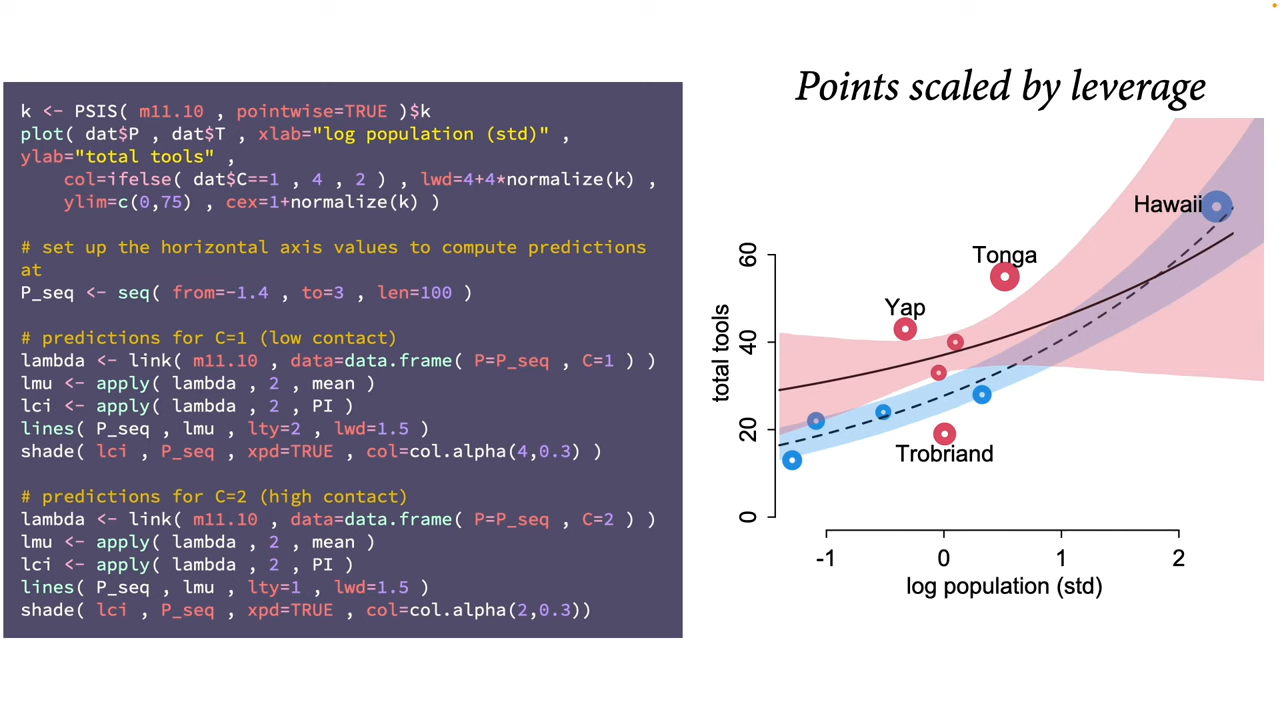 Points scaled by leverage
k <- PSIS( m11.10 , pointwise=TRUE )$k
plot( dat$P , dat$T , xlab="log population (std)" ,
ylab="total tools" ,
col=ifelse( dat$C==1 , 4 , 2 ) , lwd=4+4*normalize(k) ,
ylim=c(0,75) , cex=1+normalize(k) )
# set up the horizontal axis values to compute predictions
at
P_seq <- seq( from=-1.4 , to=3 , len=100 )
# predictions for C=1 (low contact)
lambda <- link( m11.10 , data=data.frame( P=P_seq , C=1 ) )
lmu <- apply( lambda , 2 , mean )
lci <- apply( lambda , 2 , PI )
lines( P_seq , lmu , lty=2 , lwd=1.5 )
shade( lci , P_seq , xpd=TRUE , col=col.alpha(4,0.3) )
# predictions for C=2 (high contact)
lambda <- link( m11.10 , data=data.frame( P=P_seq , C=2 ) )
lmu <- apply( lambda , 2 , mean )
lci <- apply( lambda , 2 , PI )
lines( P_seq , lmu , lty=1 , lwd=1.5 )
shade( lci , P_seq , xpd=TRUE , col=col.alpha(2,0.3))
Hawaii
Tonga
Yap
Trobriand
total tools
60
40
20
0
-1 0 1 2
log population (std)